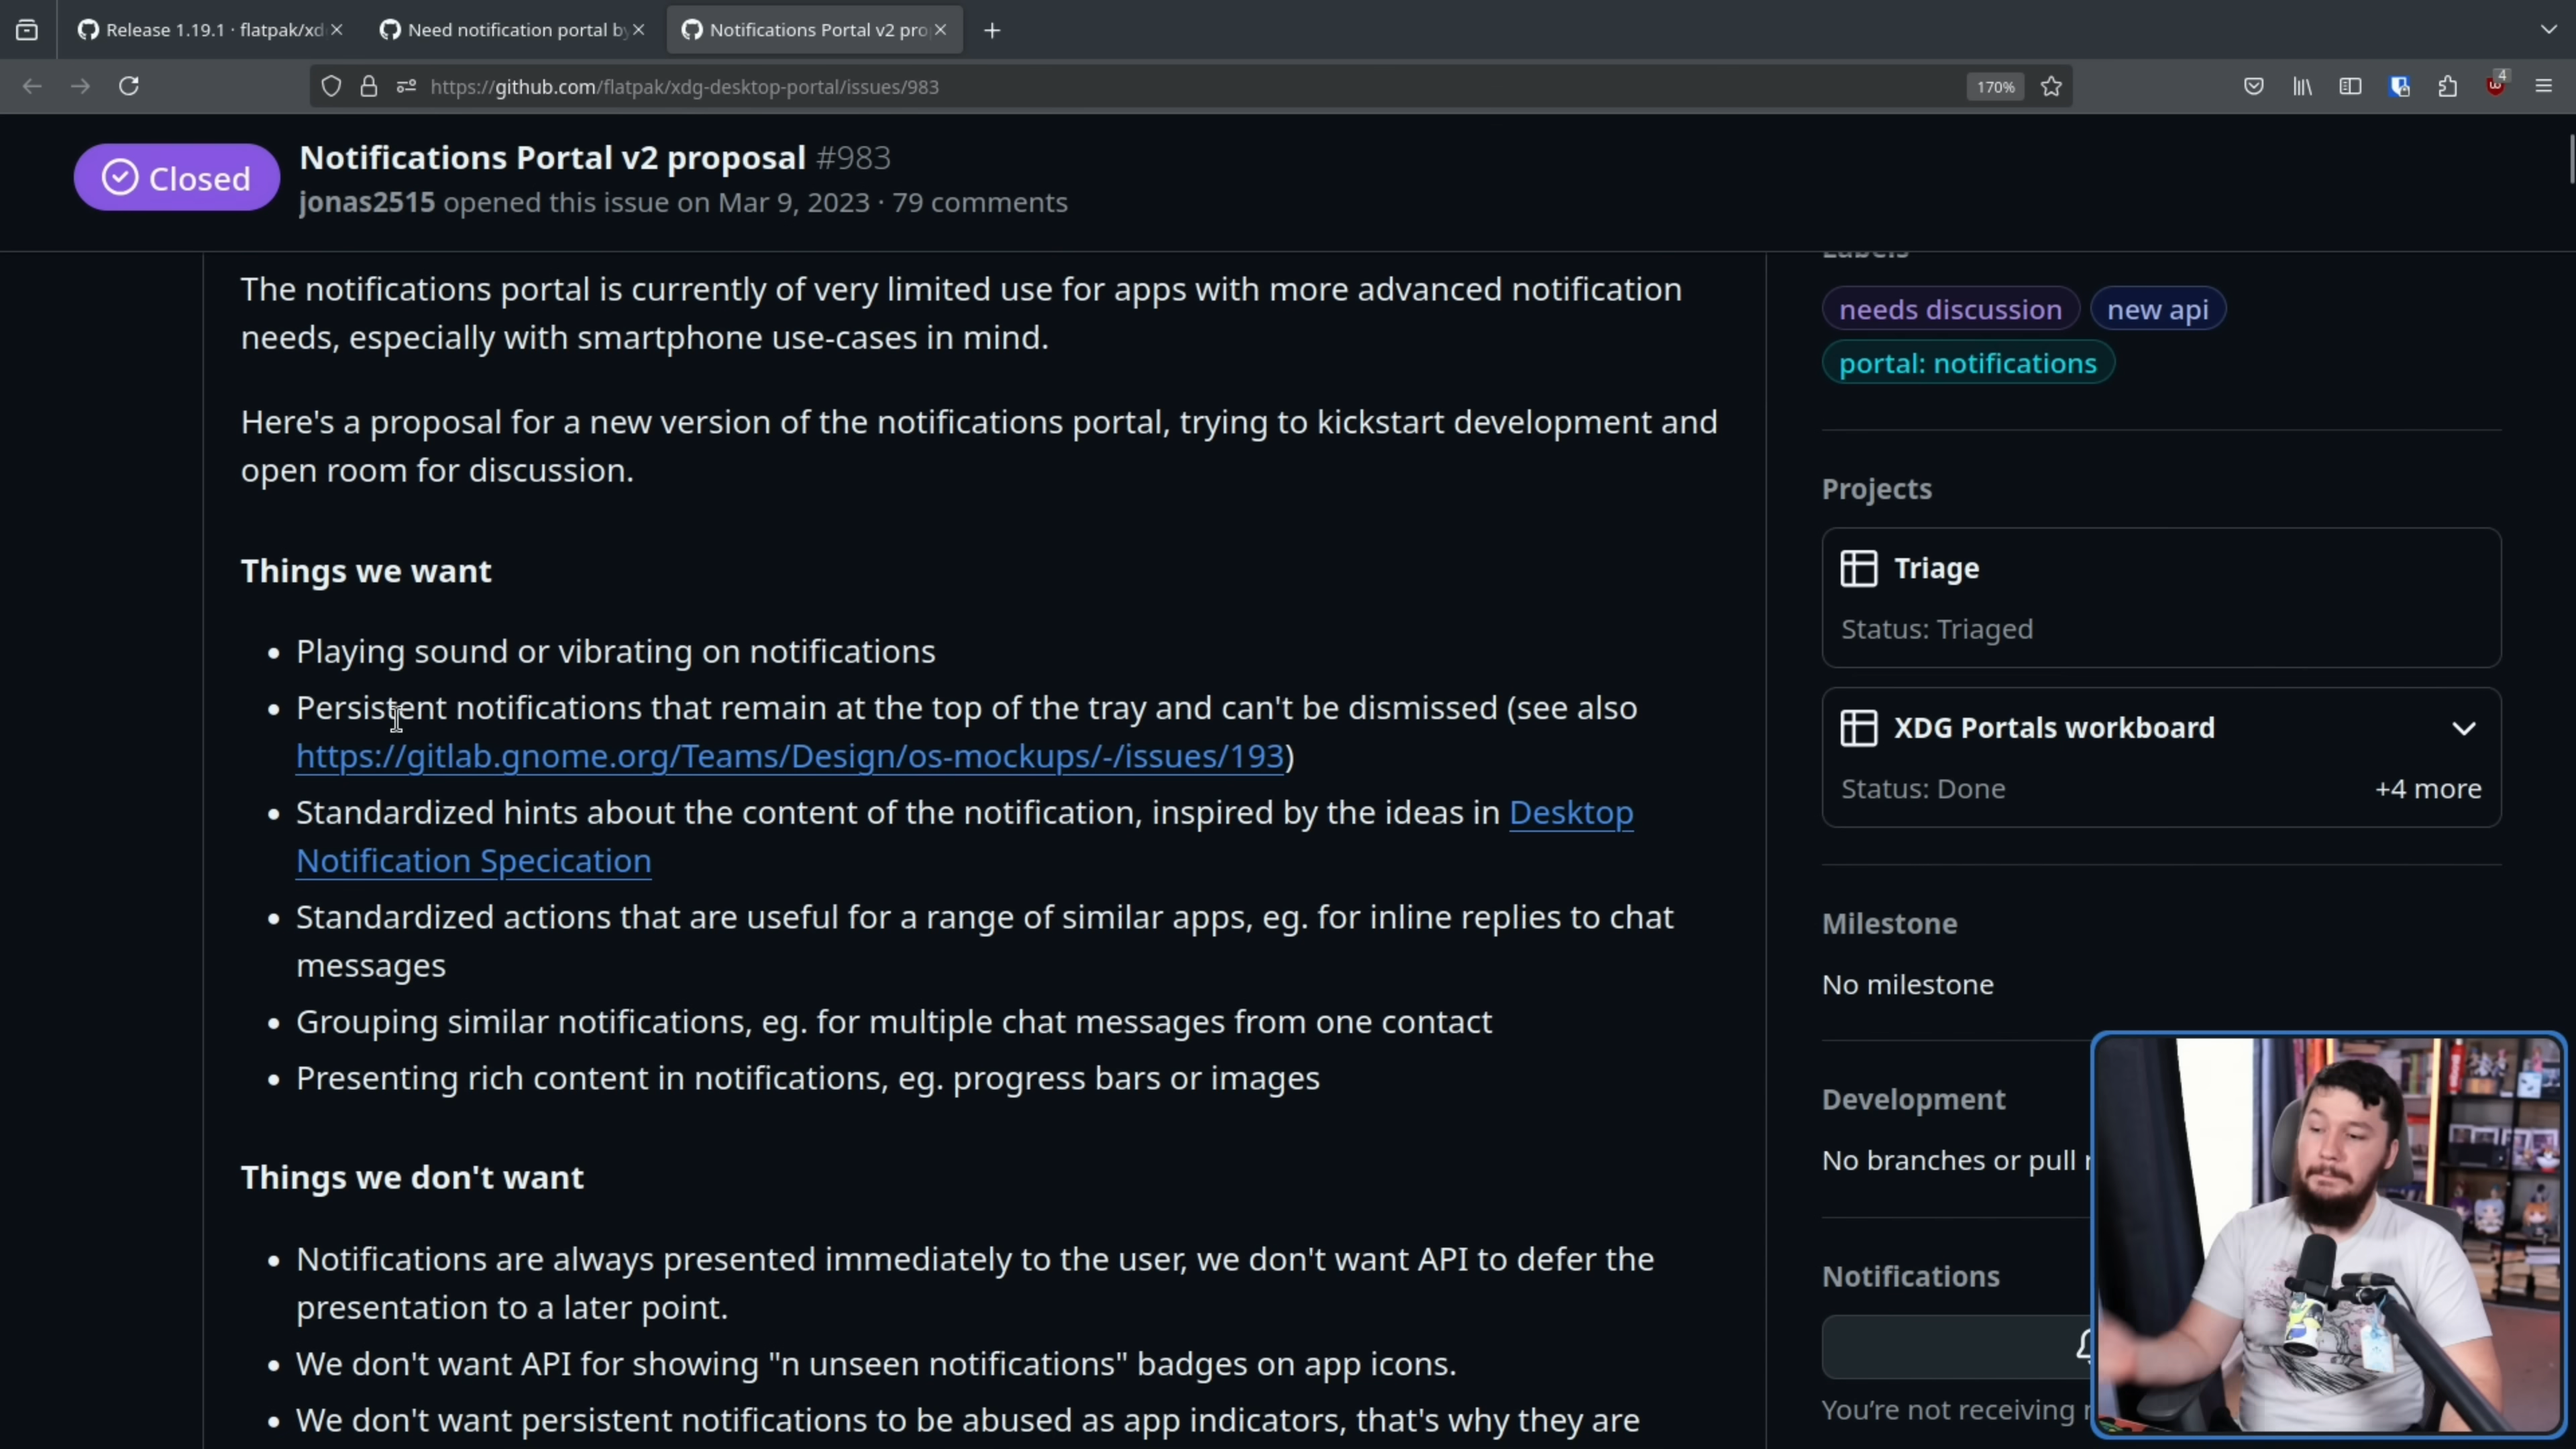 Release 1.19.1 · flatpak/xd
Need notification portal by
Notifications Portal v2 pro
https://github.com/flatpak/xdg-desktop-portal/issues/983
170%
4
Closed
Notifications Portal v2 proposal #983
jonas2515 opened this issue on Mar 9, 2023 · 79 comments
The notifications portal is currently of very limited use for apps with more advanced notification
needs, especially with smartphone use-cases in mind.
Here's a proposal for a new version of the notifications portal, trying to kickstart development and
open room for discussion.
Things we want
• Playing sound or vibrating on notifications
• Persistent notifications that remain at the top of the tray and can't be dismissed (see also
https://gitlab.gnome.org/Teams/Design/os-mockups/-/issues/193)
• Standardized hints about the content of the notification, inspired by the ideas in Desktop
Notification Specication
• Standardized actions that are useful for a range of similar apps, eg. for inline replies to chat
messages
• Grouping similar notifications, eg. for multiple chat messages from one contact
• Presenting rich content in notifications, eg. progress bars or images
Things we don't want
• Notifications are always presented immediately to the user, we don't want API to defer the
presentation to a later point.
• We don't want API for showing "n unseen notifications" badges on app icons.
• We don't want persistent notifications to be abused as app indicators, that's why they are
Labels
needs discussion
new api
portal: notifications
Projects
Triage
Status: Triaged
XDG Portals workboard
Status: Done
+4 more
Milestone
No milestone
Development
No branches or pull r
Notifications
You're not receiving